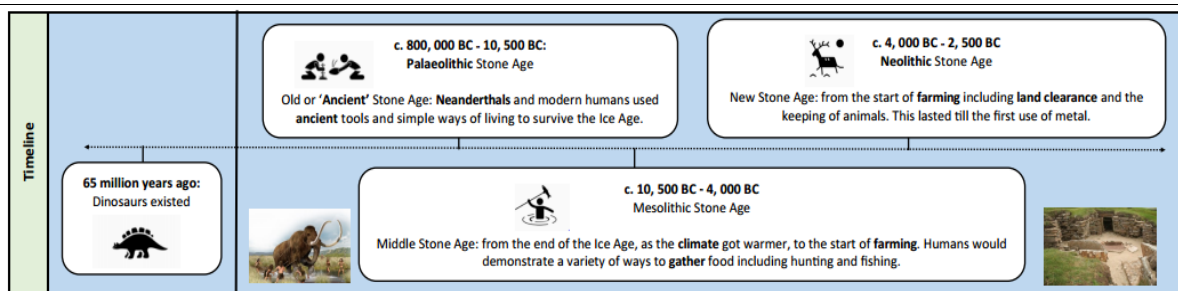 Timeline
65 million years ago:
Dinosaurs existed
c. 800, 000 BC - 10, 500 BC:
Palaeolithic Stone Age
Old or ‘Ancient’ Stone Age: Neanderthals and modern humans used
ancient tools and simple ways of living to survive the Ice Age.
c. 10, 500 BC - 4, 000 BC
Mesolithic Stone Age
Middle Stone Age: from the end of the Ice Age, as the climate got warmer, to the start of farming. Humans would
demonstrate a variety of ways to gather food including hunting and fishing.
c. 4, 000 BC - 2, 500 BC
Neolithic Stone Age
New Stone Age: from the start of farming including land clearance and the
keeping of animals. This lasted till the first use of metal.